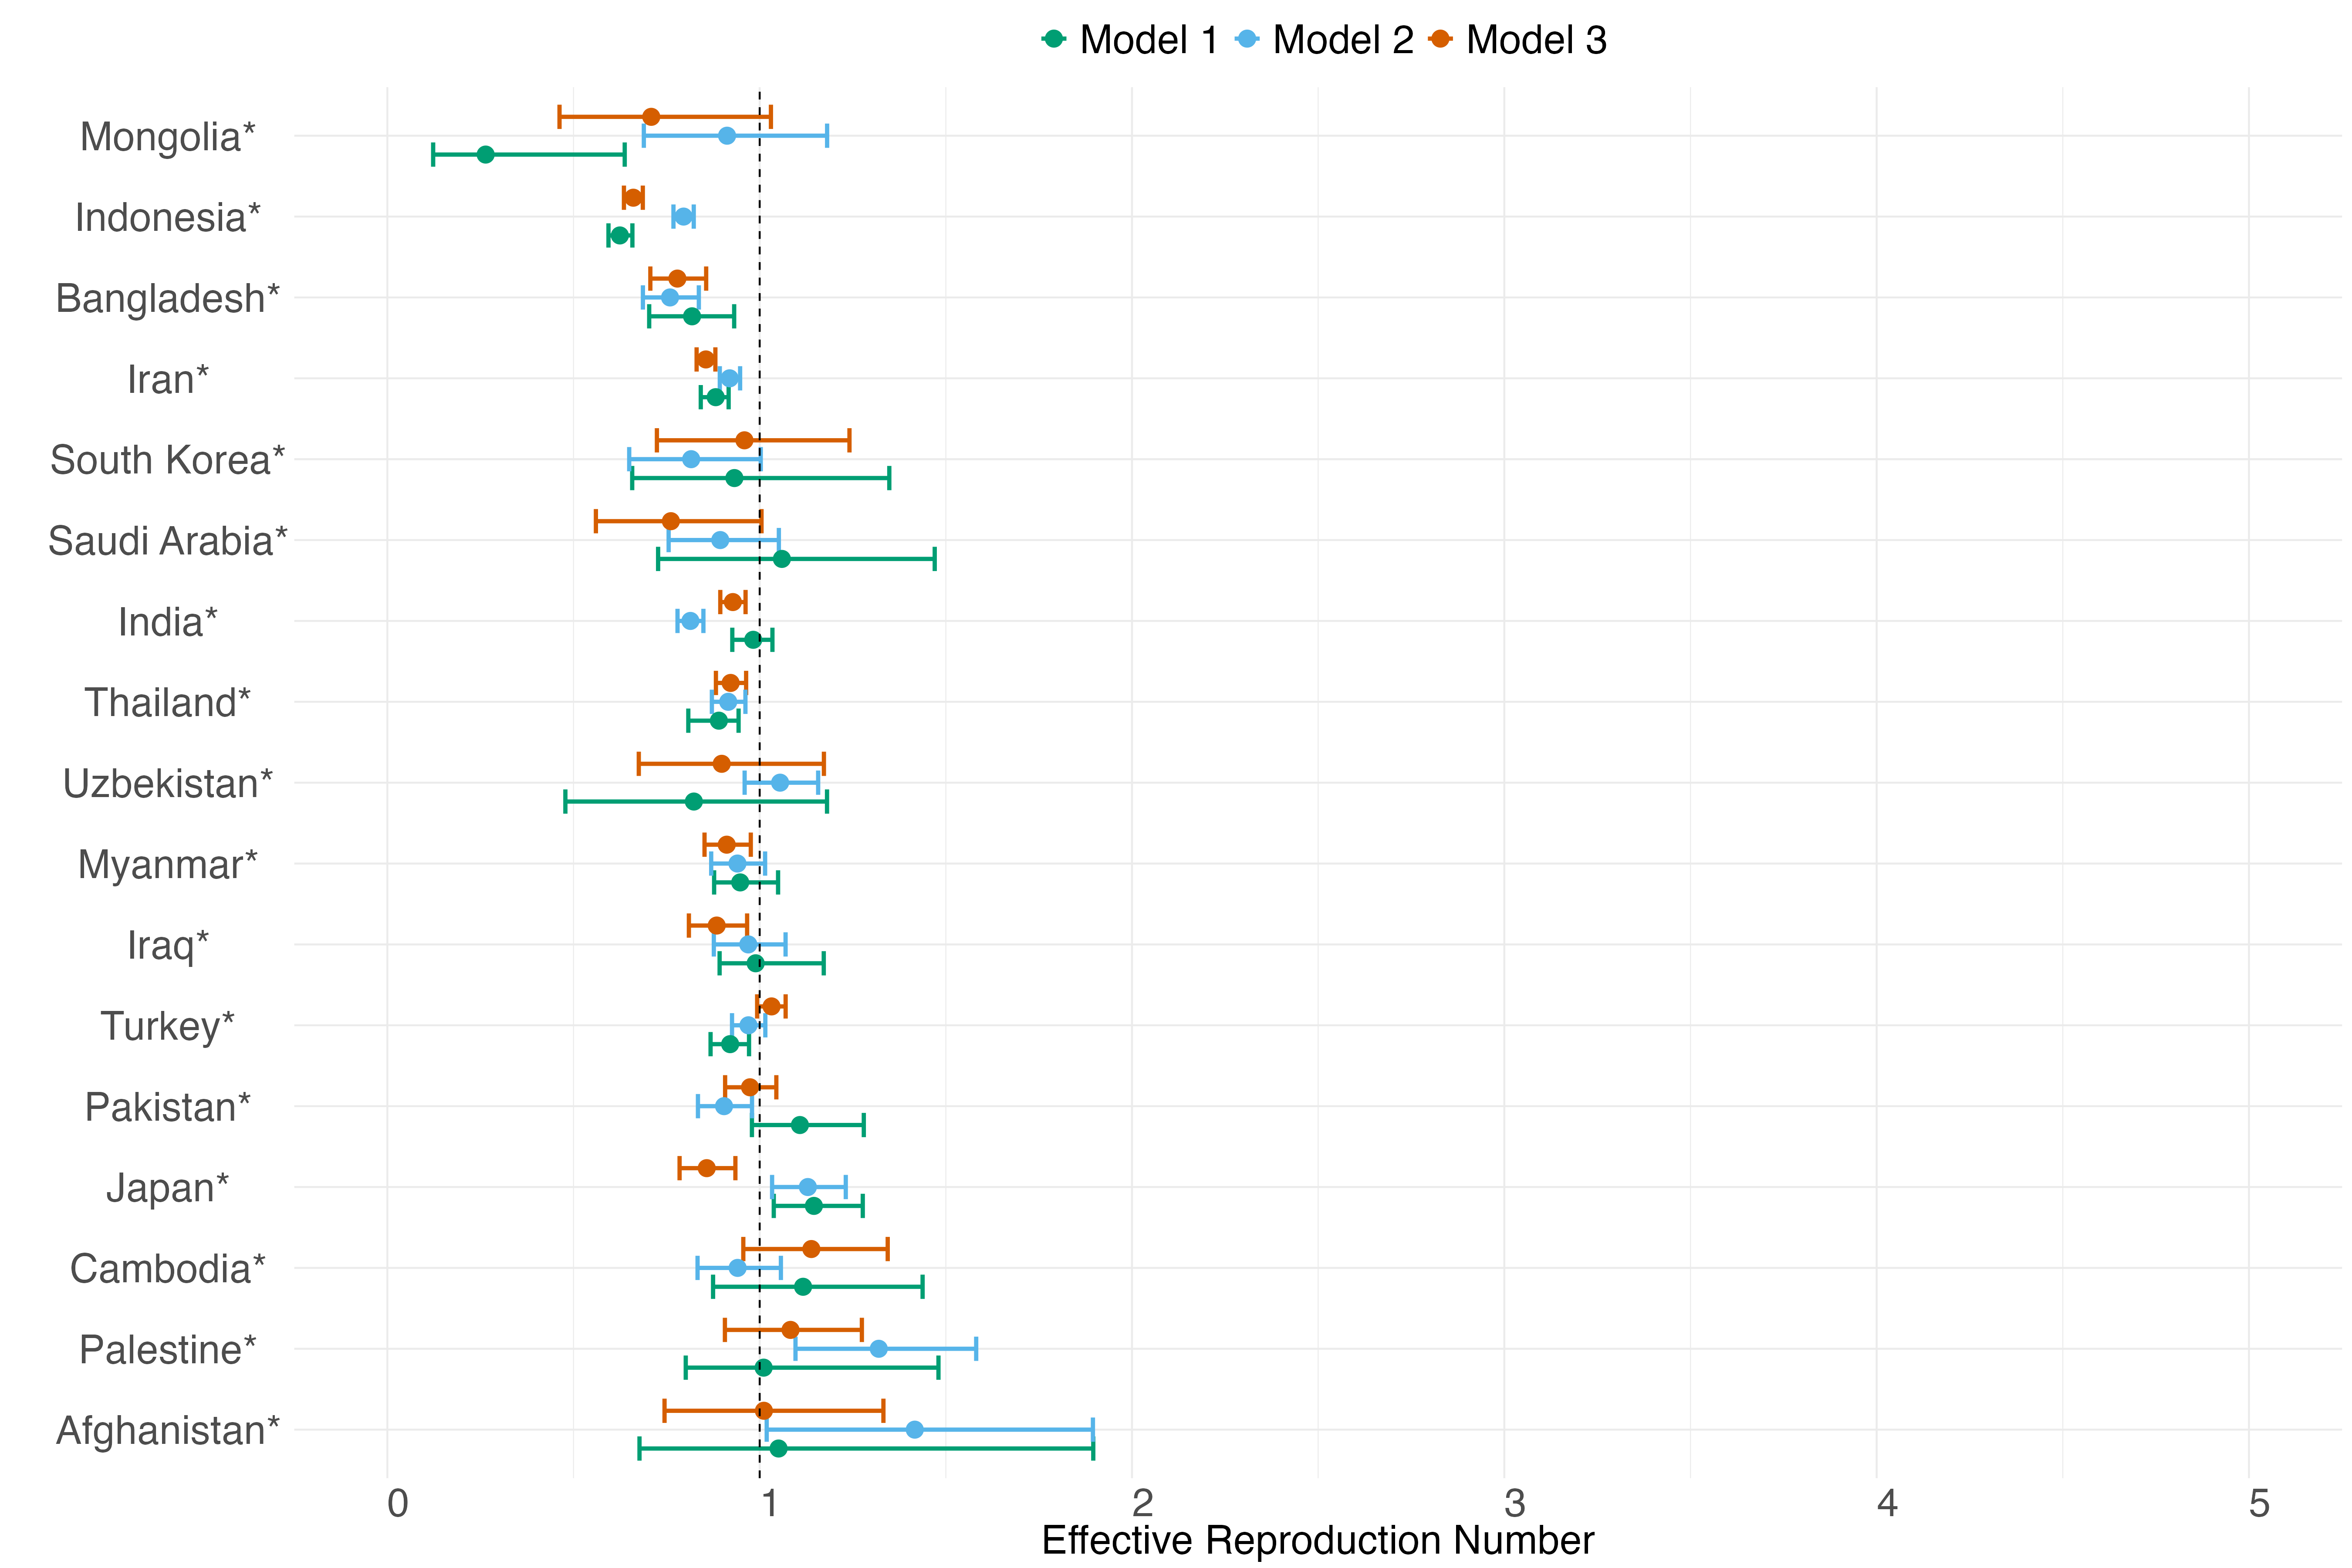 Model 1 Model 2 Model 3
Mongolia*
Indonesia*
Bangladesh*
Iran*
South Korea*
Saudi Arabia*
India*
Thailand*
Uzbekistan*
Myanmar*
Iraq*
Turkey*
Pakistan*
Japan*
Cambodia*
Palestine*
Afghanistan*
0 1 2 3 4 5
Effective Reproduction Number